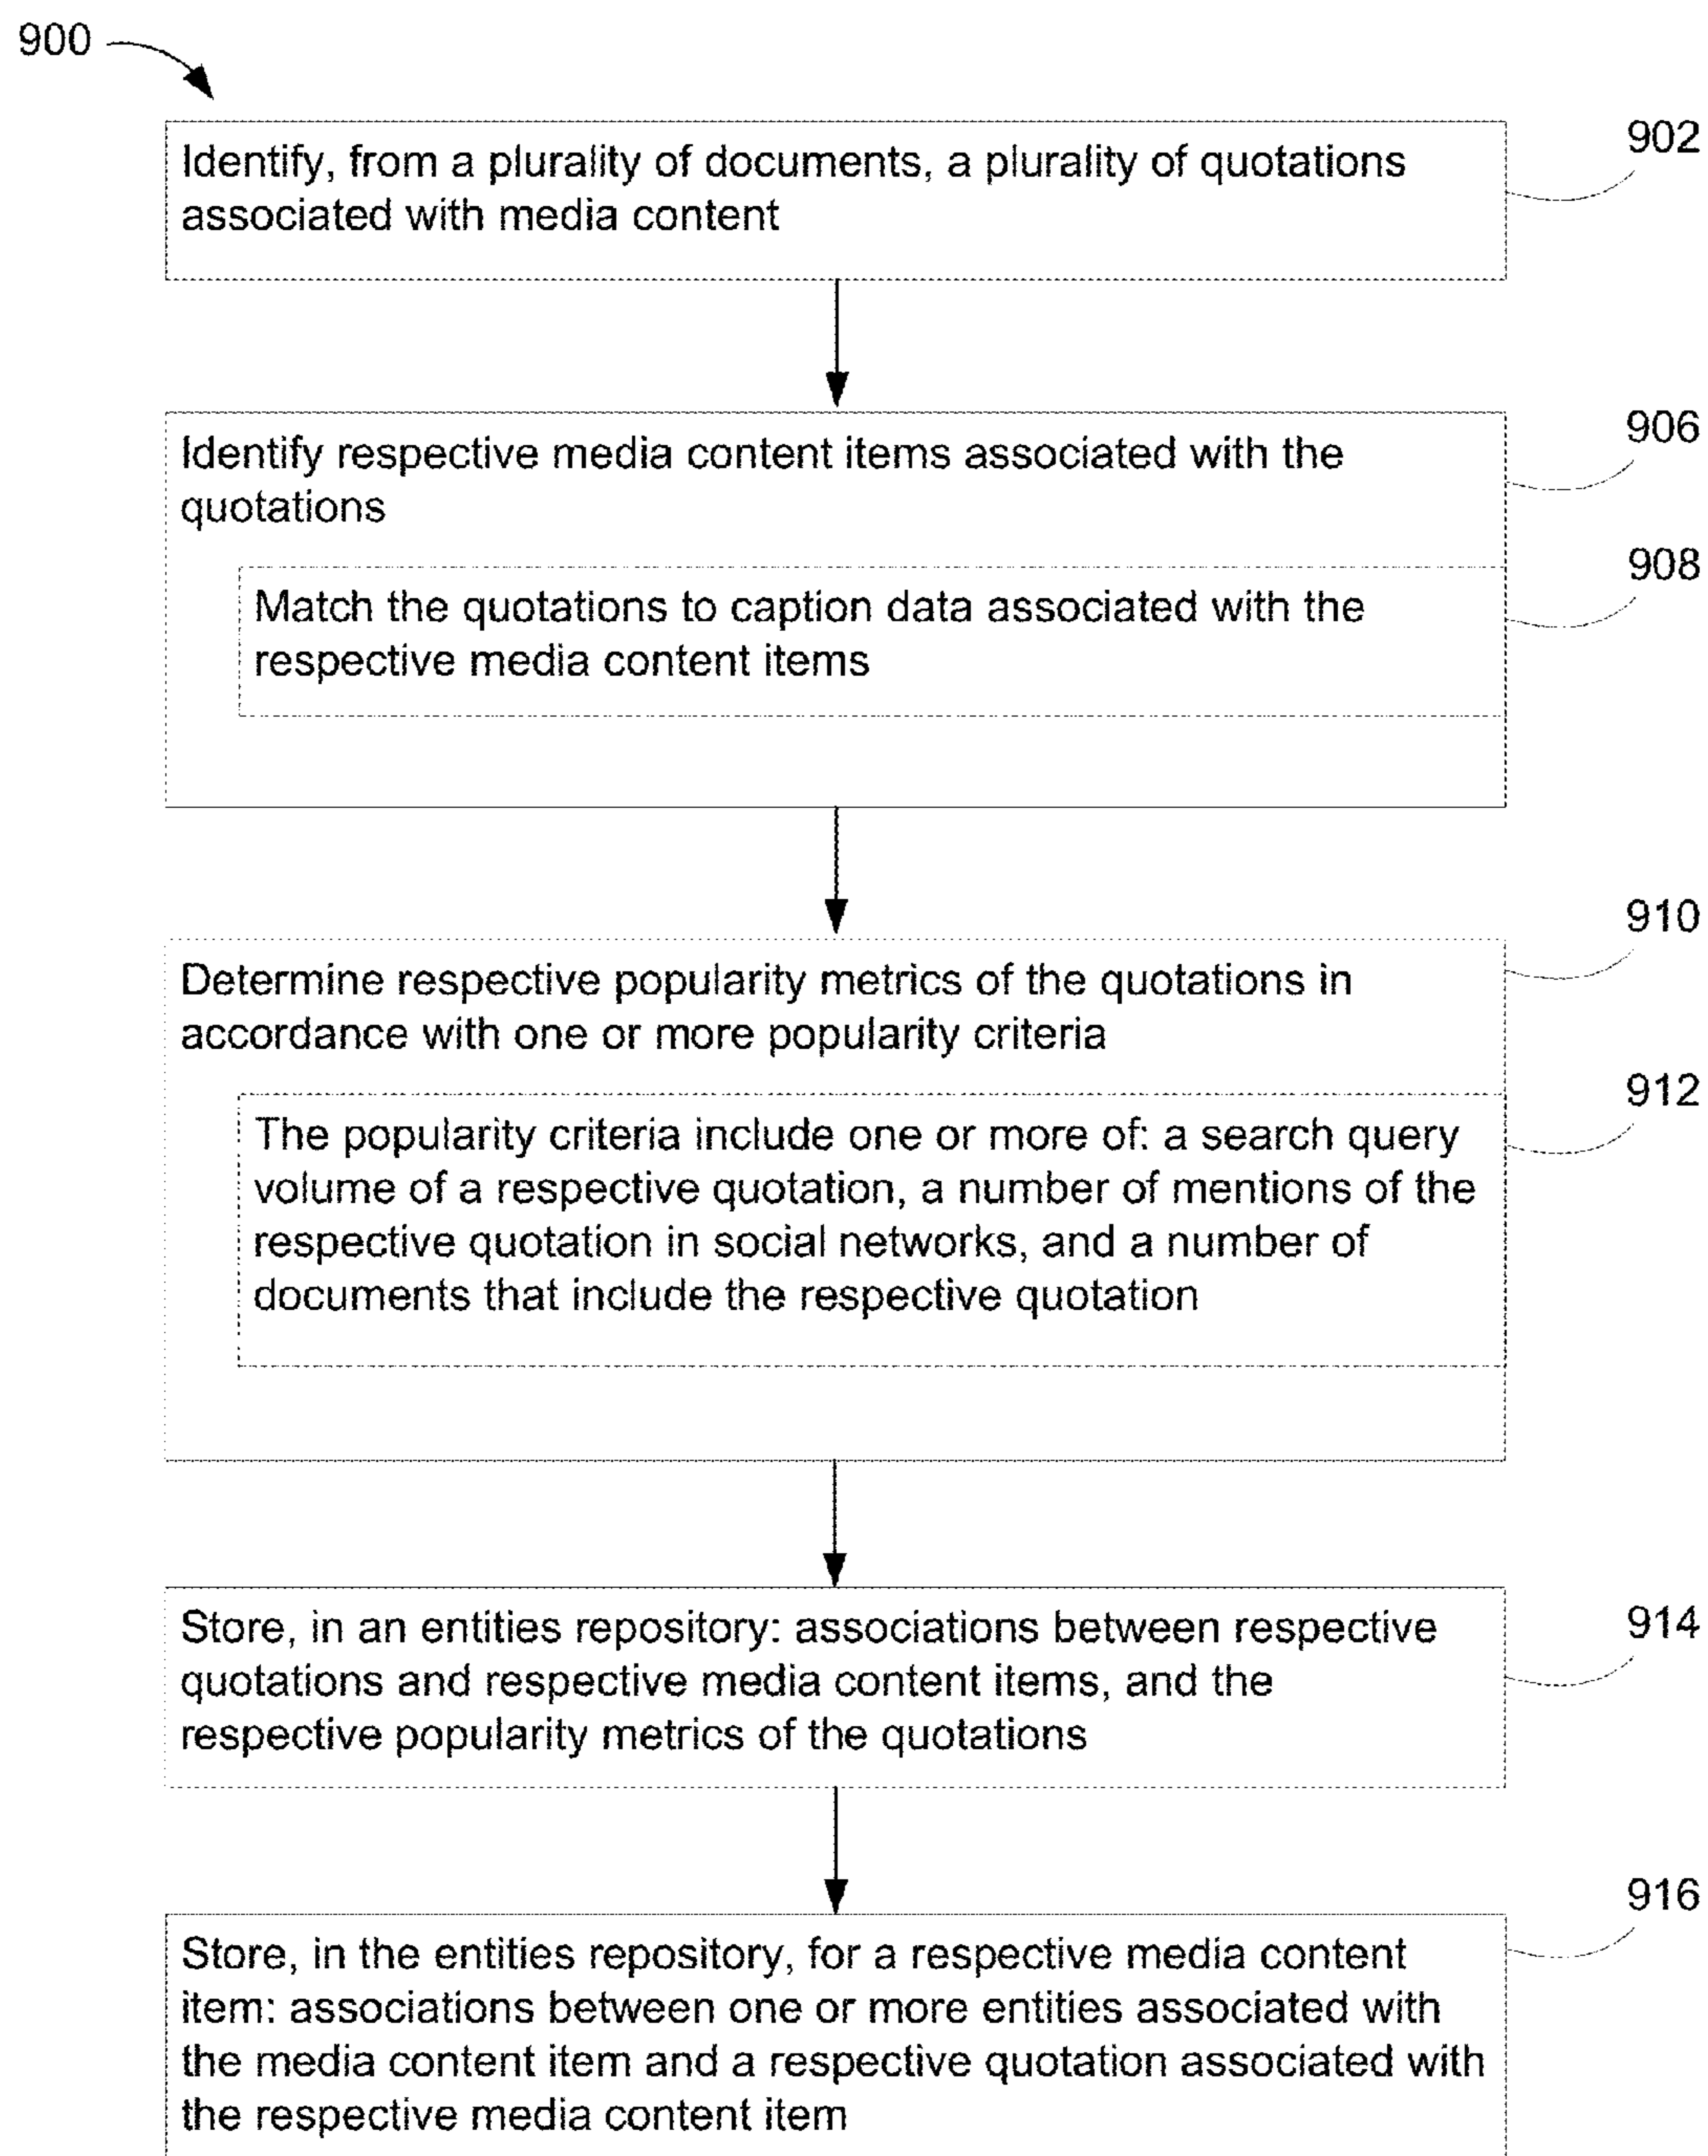 900
902
Identify, from a plurality of documents, a plurality of quotations
associated with media content
906
Identify respective media content items associated with the
quotations
908
Match the quotations to caption data associated with the
respective media content items
910
Determine respective popularity metrics of the quotations in
accordance with one or more popularity criteria
912
The popularity criteria include one or more of: a search query
volume of a respective quotation, a number of mentions of the
respective quotation in social networks, and a number of
documents that include the respective quotation
914
Store, in an entities repository: associations between respective
quotations and respective media content items, and the
respective popularity metrics of the quotations
916
Store, in the entities repository, for a respective media content
item: associations between one or more entities associated with
the media content item and a respective quotation associated with
the respective media content item